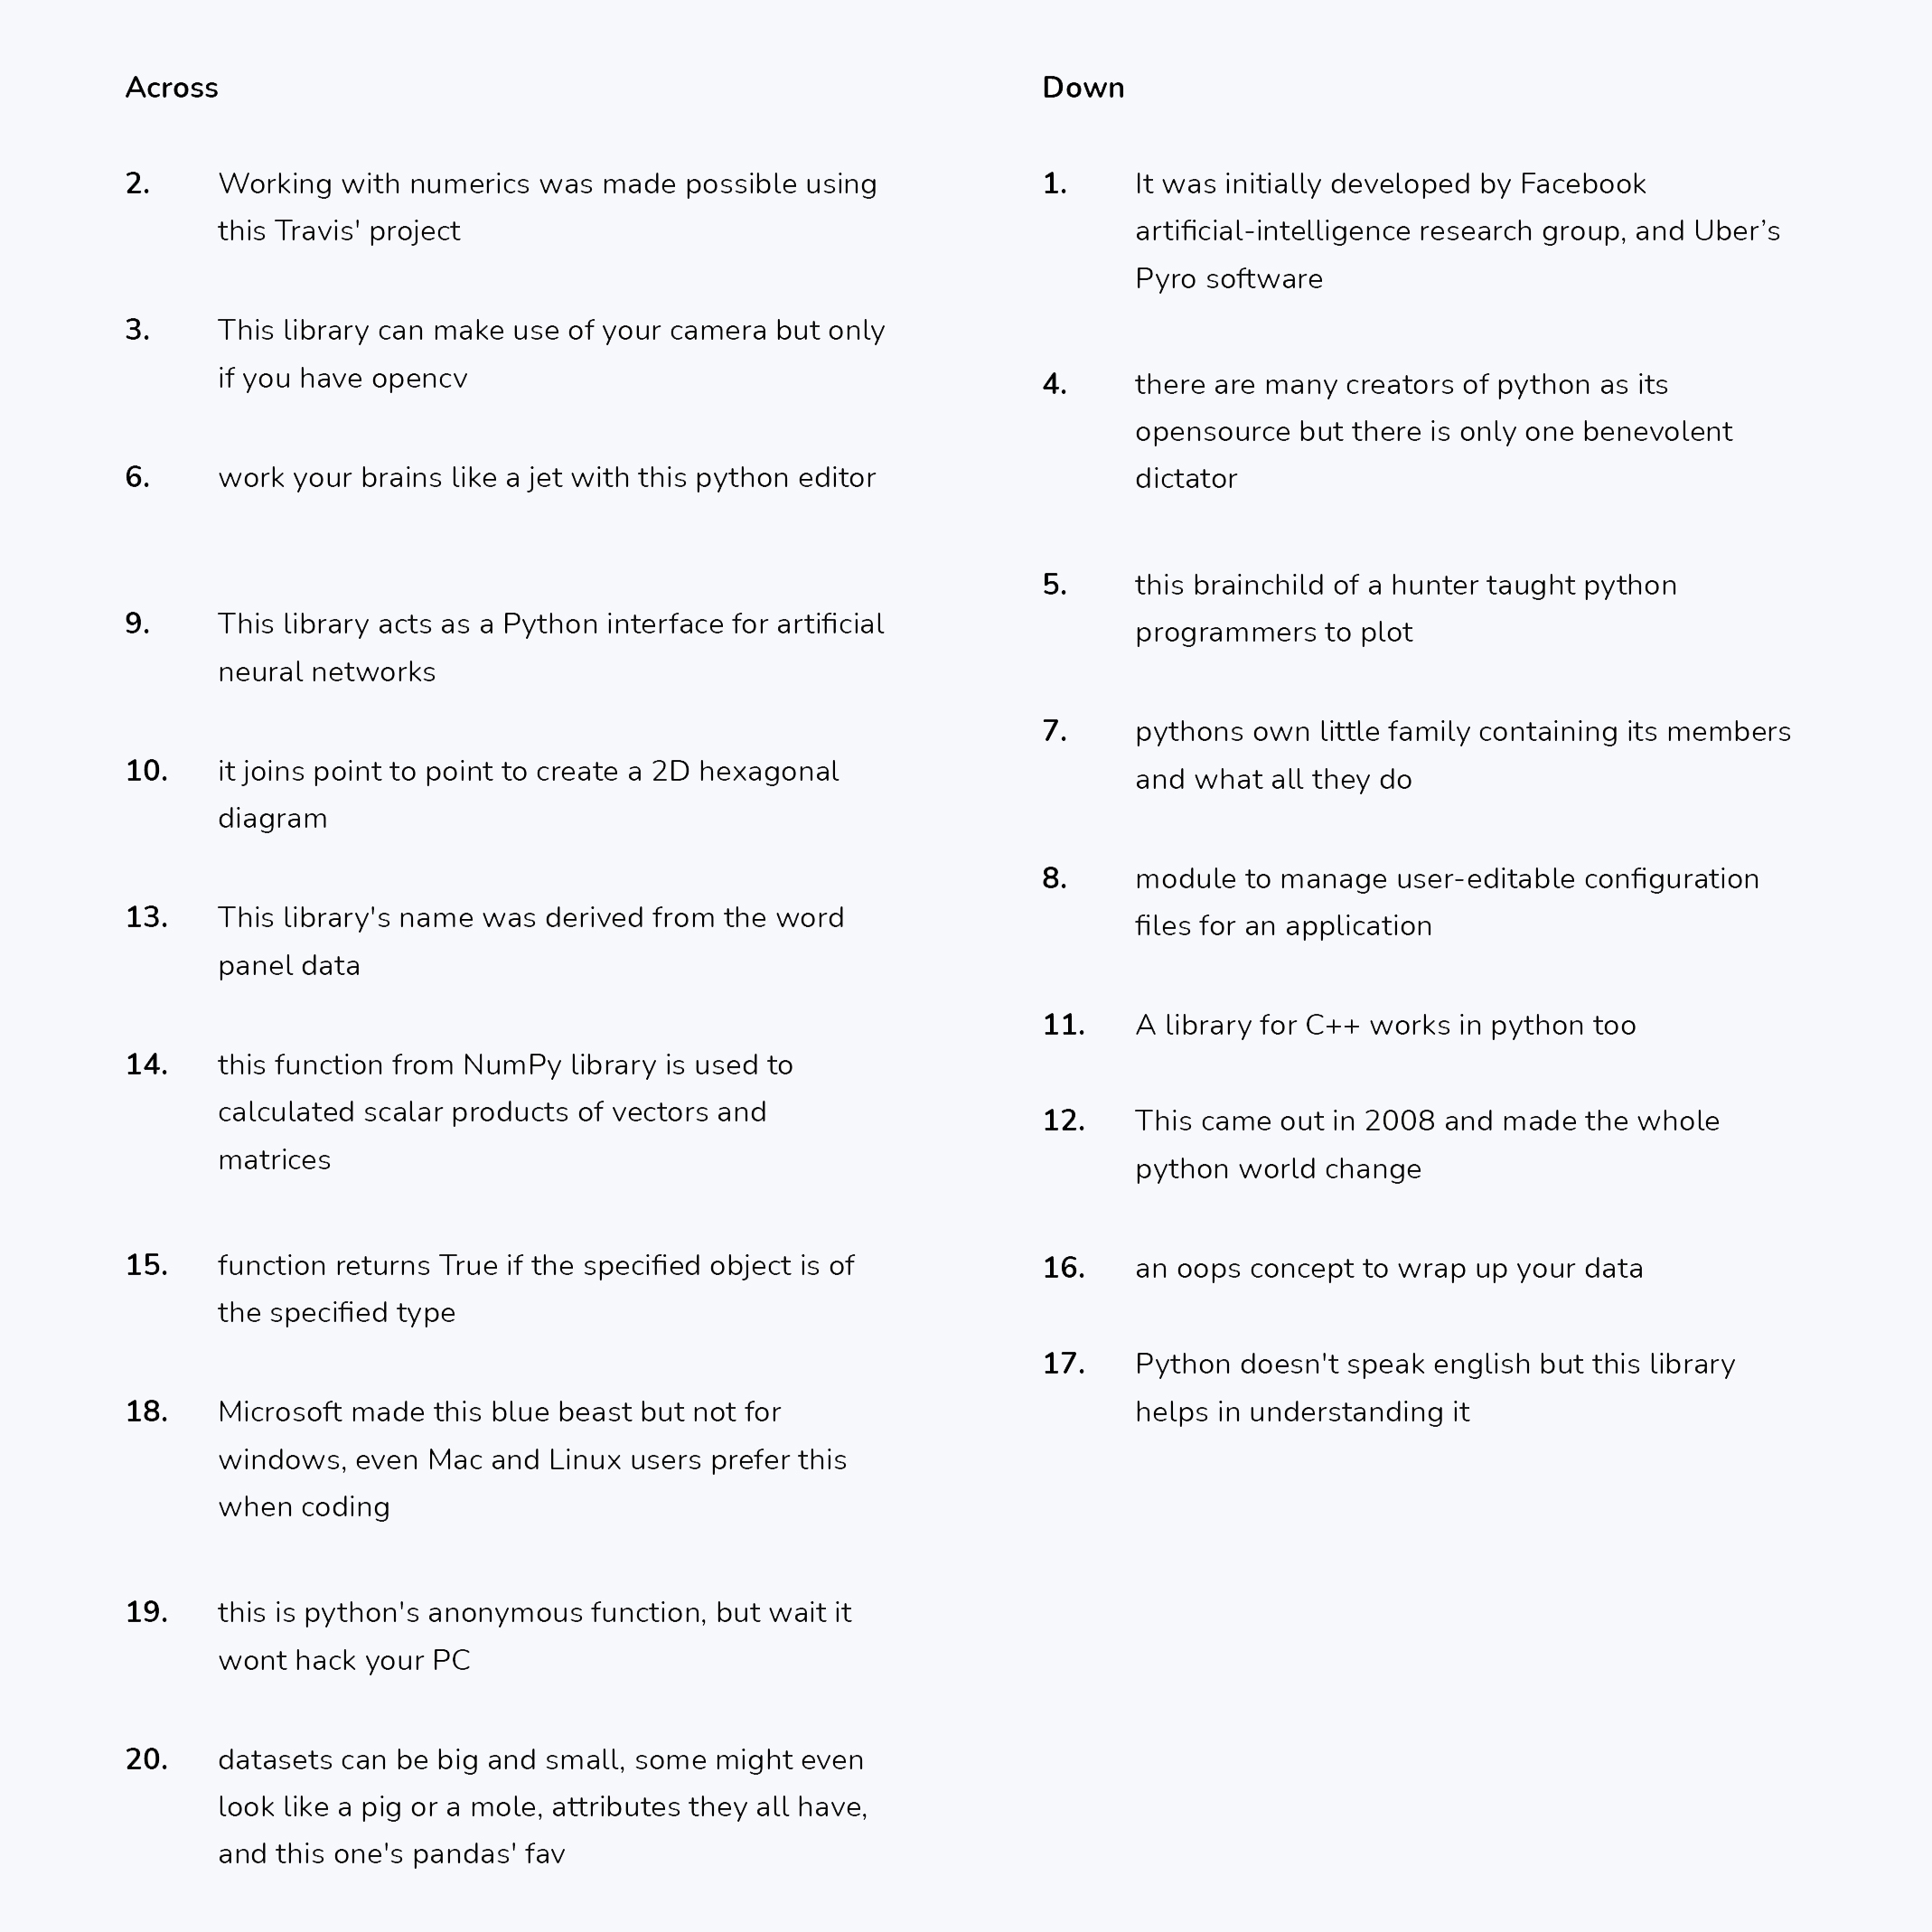 Across
2. Working with numerics was made possible using
this Travis' project
3. This library can make use of your camera but only
if you have opencv
6. work your brains like a jet with this python editor
9. This library acts as a Python interface for artificial
neural networks
10. it joins point to point to create a 2D hexagonal
diagram
13. This library's name was derived from the word
panel data
14. this function from NumPy library is used to
calculated scalar products of vectors and
matrices
15. function returns True if the specified object is of
the specified type
18. Microsoft made this blue beast but not for
windows, even Mac and Linux users prefer this
when coding
19. this is python's anonymous function, but wait it
wont hack your PC
20. datasets can be big and small, some might even
look like a pig or a mole, attributes they all have,
and this one's pandas' fav
Down
1. It was initially developed by Facebook
artificial-intelligence research group, and Uber’s
Pyro software
4. there are many creators of python as its
opensource but there is only one benevolent
dictator
5. this brainchild of a hunter taught python
programmers to plot
7. pythons own little family containing its members
and what all they do
8. module to manage user-editable configuration
files for an application
11. A library for C++ works in python too
12. This came out in 2008 and made the whole
python world change
16. an oops concept to wrap up your data
17. Python doesn't speak english but this library
helps in understanding it